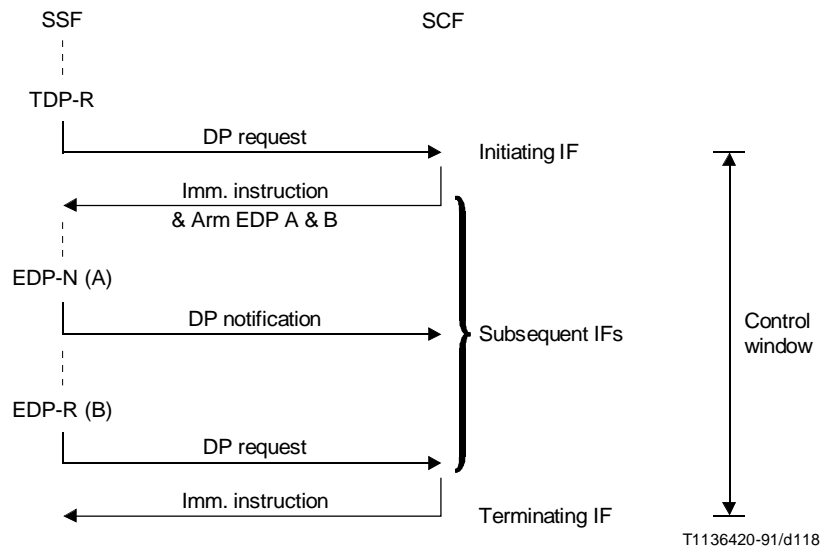 SSF
SCF
TDP-R
DP request
Initiating IF
Imm. instruction
& Arm EDP A & B
EDP-N (A)
DP notification
Subsequent IFs
Control
window
EDP-R (B)
DP request
Imm. instruction
Terminating IF
T1136420-91/d118